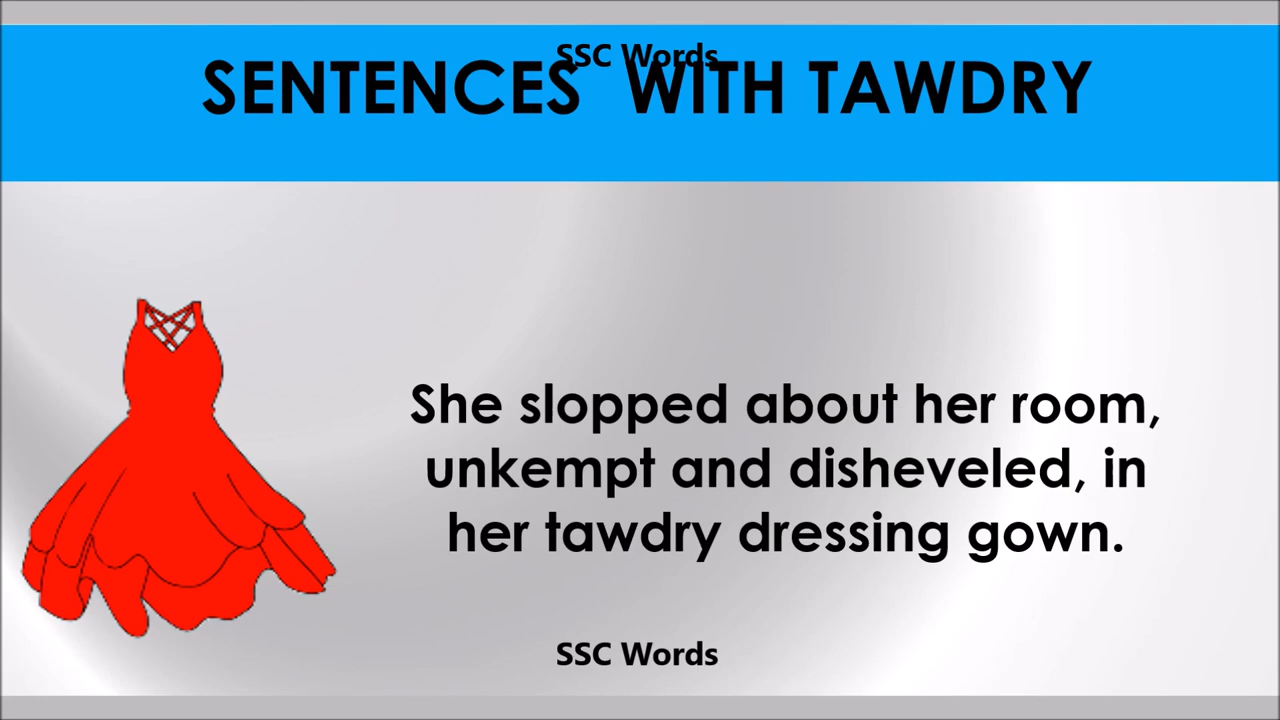 SSC Words
SENTENCES WITH TAWDRY
She slopped about her room,
unkempt and disheveled, in
her tawdry dressing gown.
SSC Words